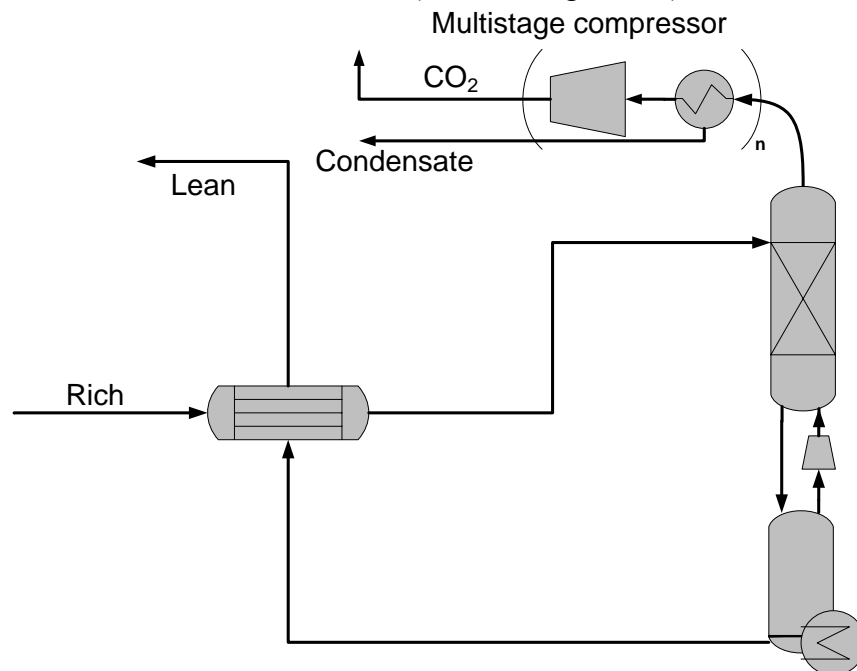 Multistage compressor
CO₂
n
Condensate
Lean
Rich